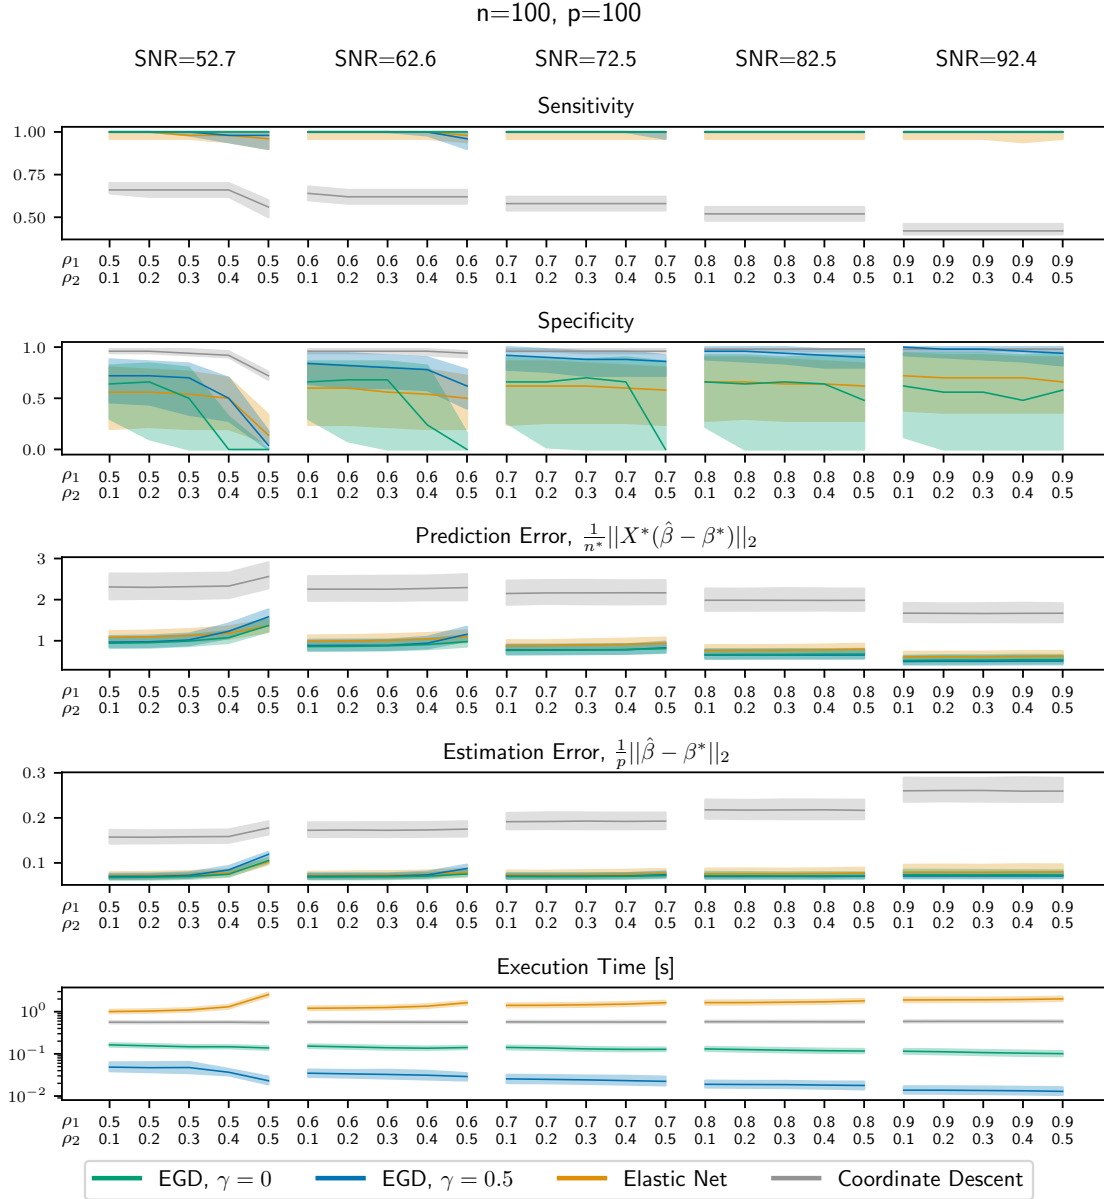 n=100, p=100
SNR=52.7 SNR=62.6 SNR=72.5 SNR=82.5 SNR=92.4
Sensitivity
1.00
0.75
0.50
ρ1 0.5 0.5 0.5 0.5 0.5 0.6 0.6 0.6 0.6 0.6 0.7 0.7 0.7 0.7 0.7 0.8 0.8 0.8 0.8 0.8 0.9 0.9 0.9 0.9 0.9
ρ2 0.1 0.2 0.3 0.4 0.5 0.1 0.2 0.3 0.4 0.5 0.1 0.2 0.3 0.4 0.5 0.1 0.2 0.3 0.4 0.5 0.1 0.2 0.3 0.4 0.5
Specificity
1.0
0.5
0.0
ρ1 0.5 0.5 0.5 0.5 0.5 0.6 0.6 0.6 0.6 0.6 0.7 0.7 0.7 0.7 0.7 0.8 0.8 0.8 0.8 0.8 0.9 0.9 0.9 0.9 0.9
ρ2 0.1 0.2 0.3 0.4 0.5 0.1 0.2 0.3 0.4 0.5 0.1 0.2 0.3 0.4 0.5 0.1 0.2 0.3 0.4 0.5 0.1 0.2 0.3 0.4 0.5
Prediction Error, 1/n* ||X*(β̂ − β*)||2
3
2
1
ρ1 0.5 0.5 0.5 0.5 0.5 0.6 0.6 0.6 0.6 0.6 0.7 0.7 0.7 0.7 0.7 0.8 0.8 0.8 0.8 0.8 0.9 0.9 0.9 0.9 0.9
ρ2 0.1 0.2 0.3 0.4 0.5 0.1 0.2 0.3 0.4 0.5 0.1 0.2 0.3 0.4 0.5 0.1 0.2 0.3 0.4 0.5 0.1 0.2 0.3 0.4 0.5
Estimation Error, 1/p ||β̂ − β*||2
0.3
0.2
0.1
ρ1 0.5 0.5 0.5 0.5 0.5 0.6 0.6 0.6 0.6 0.6 0.7 0.7 0.7 0.7 0.7 0.8 0.8 0.8 0.8 0.8 0.9 0.9 0.9 0.9 0.9
ρ2 0.1 0.2 0.3 0.4 0.5 0.1 0.2 0.3 0.4 0.5 0.1 0.2 0.3 0.4 0.5 0.1 0.2 0.3 0.4 0.5 0.1 0.2 0.3 0.4 0.5
Execution Time [s]
10^0
10^−1
10^−2
ρ1 0.5 0.5 0.5 0.5 0.5 0.6 0.6 0.6 0.6 0.6 0.7 0.7 0.7 0.7 0.7 0.8 0.8 0.8 0.8 0.8 0.9 0.9 0.9 0.9 0.9
ρ2 0.1 0.2 0.3 0.4 0.5 0.1 0.2 0.3 0.4 0.5 0.1 0.2 0.3 0.4 0.5 0.1 0.2 0.3 0.4 0.5 0.1 0.2 0.3 0.4 0.5
EGD, γ = 0 EGD, γ = 0.5 Elastic Net Coordinate Descent